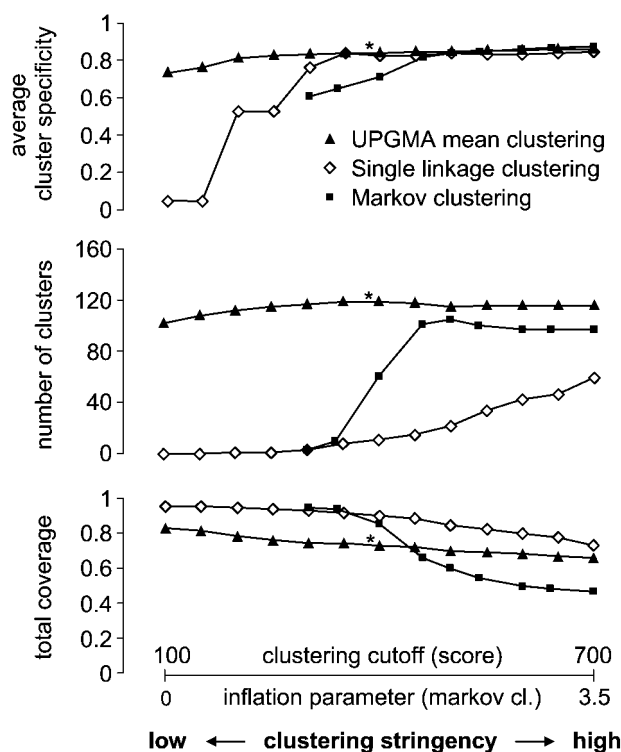 average
cluster specificity
1
0.8
0.6
0.4
0.2
0
*
UPGMA mean clustering
Single linkage clustering
Markov clustering
number of clusters
160
120
80
40
0
*
total coverage
1
0.8
0.6
0.4
0.2
0
*
100 clustering cutoff (score) 700
0 inflation parameter (markov cl.) 3.5
low ← clustering stringency → high